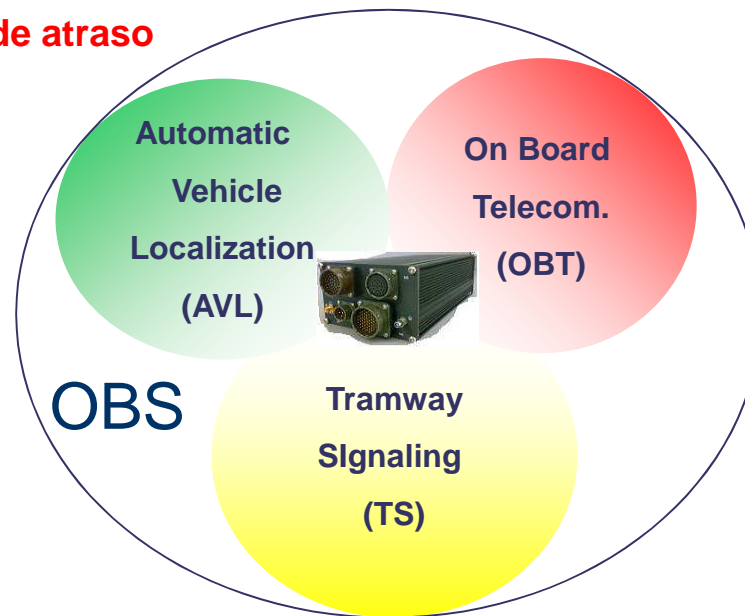 de atraso
Automatic
Vehicle
Localization
(AVL)
On Board
Telecom.
(OBT)
OBS
Tramway
SIgnaling
(TS)